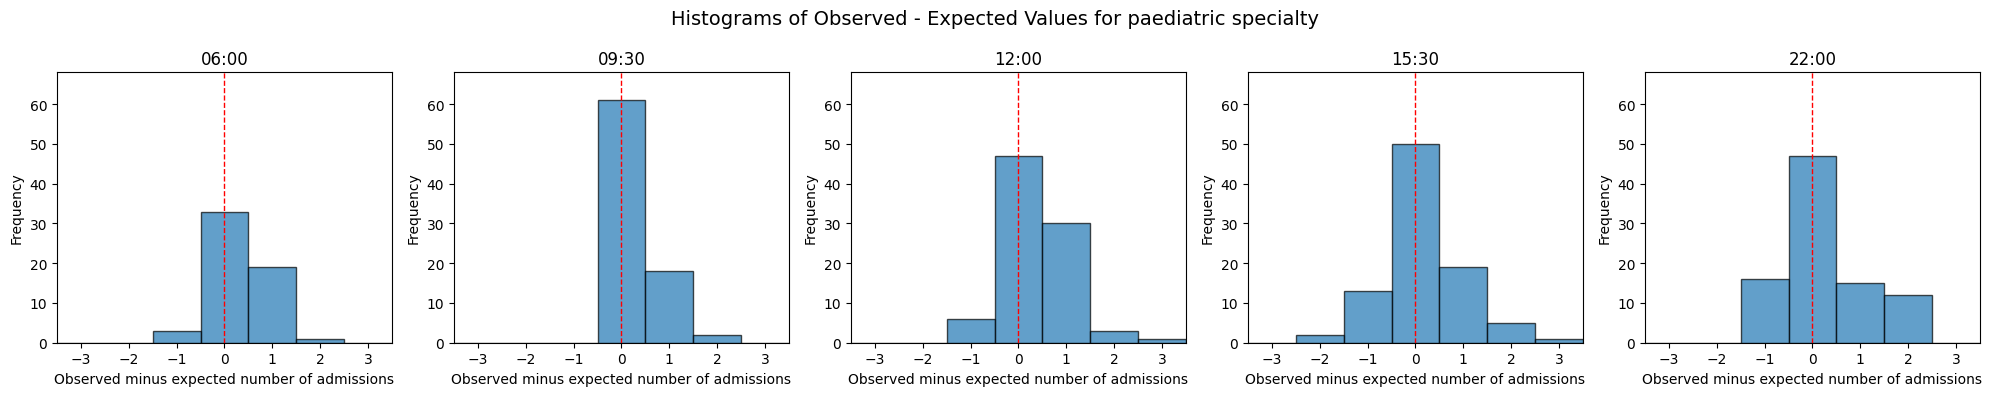 Histograms of Observed - Expected Values for paediatric specialty
06:00
09:30
12:00
15:30
22:00
Frequency
60
50
40
30
20
10
0
−3 −2 −1 0 1 2 3
Observed minus expected number of admissions
Frequency
60
50
40
30
20
10
0
−3 −2 −1 0 1 2 3
Observed minus expected number of admissions
Frequency
60
50
40
30
20
10
0
−3 −2 −1 0 1 2 3
Observed minus expected number of admissions
Frequency
60
50
40
30
20
10
0
−3 −2 −1 0 1 2 3
Observed minus expected number of admissions
Frequency
60
50
40
30
20
10
0
−3 −2 −1 0 1 2 3
Observed minus expected number of admissions